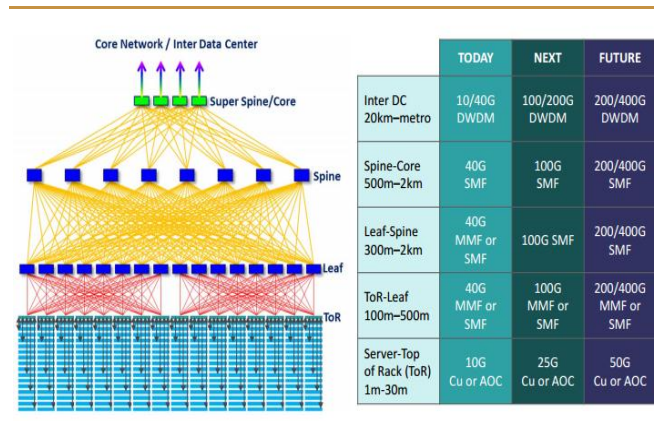 Core Network / Inter Data Center
Super Spine/Core
Spine
Leaf
ToR
TODAY NEXT FUTURE
Inter DC
20km–metro
10/40G
DWDM
100/200G
DWDM
200/400G
DWDM
Spine-Core
500m–2km
40G
SMF
100G
SMF
200/400G
SMF
Leaf-Spine
300m–2km
40G
MMF or
SMF
100G SMF
200/400G
SMF
ToR-Leaf
100m–500m
40G
MMF or
SMF
100G
MMF or
SMF
200/400G
MMF or
SMF
Server-Top
of Rack (ToR)
1m-30m
10G
Cu or AOC
25G
Cu or AOC
50G
Cu or AOC